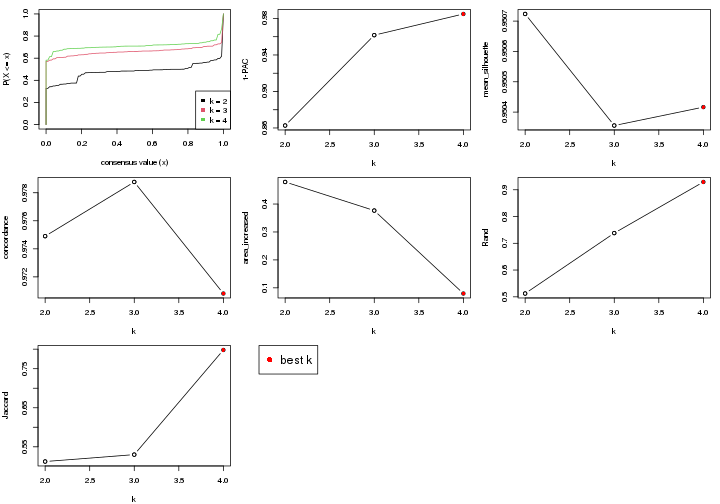 P(X <= x)
0.0 0.2 0.4 0.6 0.8 1.0
k = 2
k = 3
k = 4
0.0 0.2 0.4 0.6 0.8 1.0
consensus value (x)
1-PAC
0.86 0.90 0.94 0.98
2.0 2.5 3.0 3.5 4.0
k
mean_silhouette
0.9504 0.9505 0.9506 0.9507
2.0 2.5 3.0 3.5 4.0
k
concordance
0.972 0.974 0.976 0.978
2.0 2.5 3.0 3.5 4.0
k
area_increased
0.1 0.2 0.3 0.4
2.0 2.5 3.0 3.5 4.0
k
Rand
0.5 0.6 0.7 0.8 0.9
2.0 2.5 3.0 3.5 4.0
k
Jaccard
0.55 0.65 0.75
2.0 2.5 3.0 3.5 4.0
k
best k